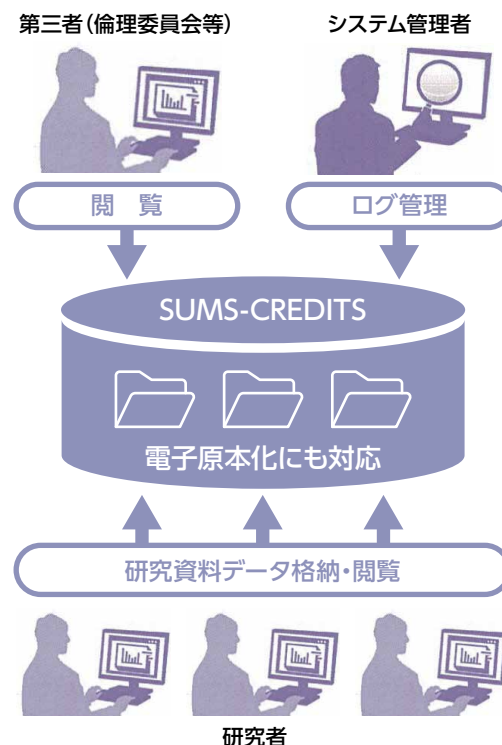 第三者(倫理委員会等)
システム管理者
閲 覧
ログ管理
SUMS-CREDITS
電子原本化にも対応
研究資料データ格納・閲覧
研究者